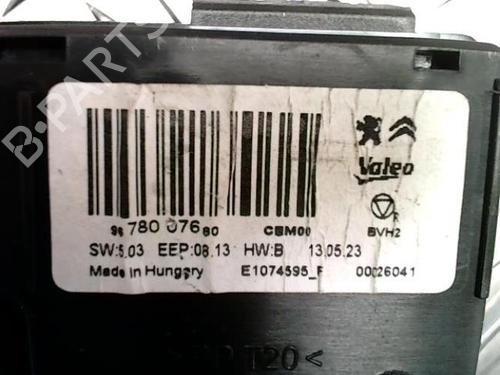 B-PARTS
Valeo
R
BVH2
96 780 076 80 CBM00
SW:5.03 EEP:08.13 HW:B 13.05.23
Made in Hungary E1074595_F 00026041
T20<